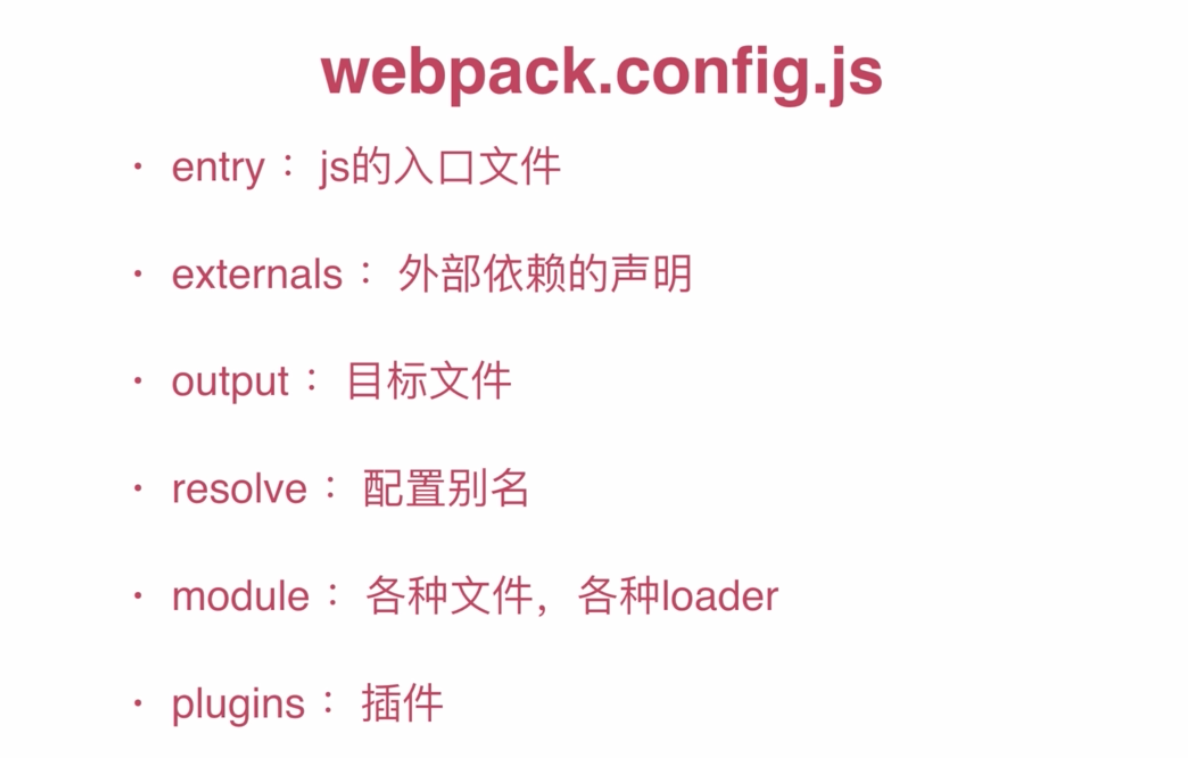 webpack.config.js
· entry： js的入口文件
· externals： 外部依赖的声明
· output： 目标文件
· resolve： 配置别名
· module： 各种文件，各种loader
· plugins： 插件